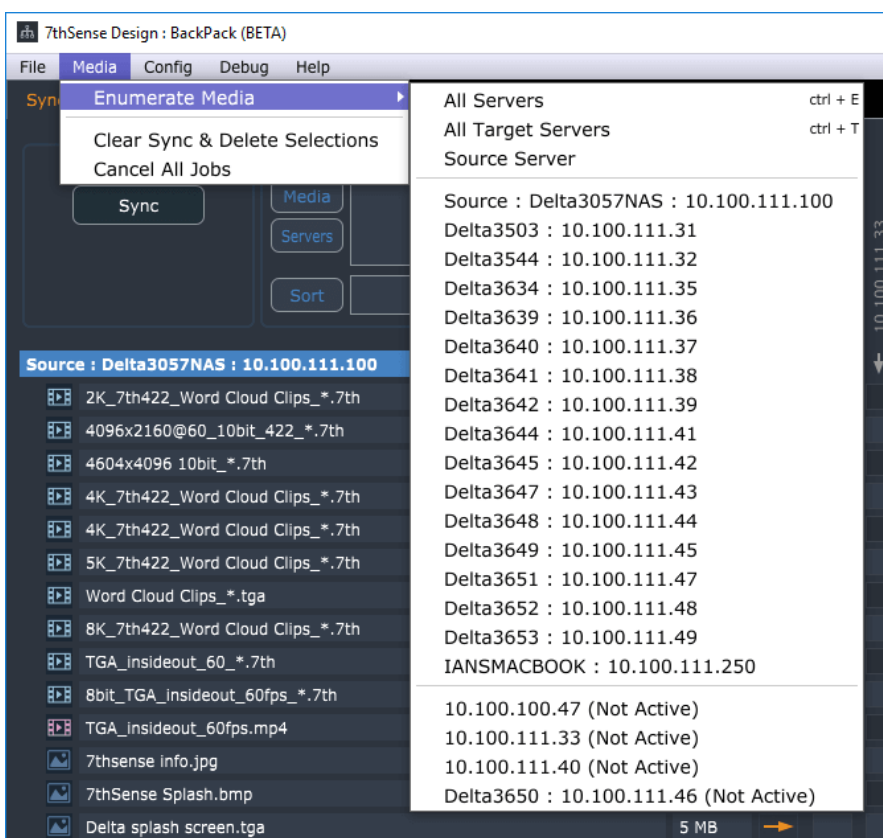 7thSense Design : BackPack (BETA)
File Media Config Debug Help
Enumerate Media
Clear Sync & Delete Selections
Cancel All Jobs
All Servers ctrl + E
All Target Servers ctrl + T
Source Server
Source : Delta3057NAS : 10.100.111.100
Delta3503 : 10.100.111.31
Delta3544 : 10.100.111.32
Delta3634 : 10.100.111.35
Delta3639 : 10.100.111.36
Delta3640 : 10.100.111.37
Delta3641 : 10.100.111.38
Delta3642 : 10.100.111.39
Delta3644 : 10.100.111.41
Delta3645 : 10.100.111.42
Delta3647 : 10.100.111.43
Delta3648 : 10.100.111.44
Delta3649 : 10.100.111.45
Delta3651 : 10.100.111.47
Delta3652 : 10.100.111.48
Delta3653 : 10.100.111.49
IANSMACBOOK : 10.100.111.250
10.100.100.47 (Not Active)
10.100.111.33 (Not Active)
10.100.111.40 (Not Active)
Delta3650 : 10.100.111.46 (Not Active)
Syn
Sync
Media
Servers
Sort
10.100.111.33
Source : Delta3057NAS : 10.100.111.100
2K_7th422_Word Cloud Clips_*.7th
4096x2160@60_10bit_422_*.7th
4604x4096 10bit_*.7th
4K_7th422_Word Cloud Clips_*.7th
4K_7th422_Word Cloud Clips_*.7th
5K_7th422_Word Cloud Clips_*.7th
Word Cloud Clips_*.tga
8K_7th422_Word Cloud Clips_*.7th
TGA_insideout_60_*.7th
8bit_TGA_insideout_60fps_*.7th
TGA_insideout_60fps.mp4
7thsense info.jpg
7thSense Splash.bmp
Delta splash screen.tga 5 MB